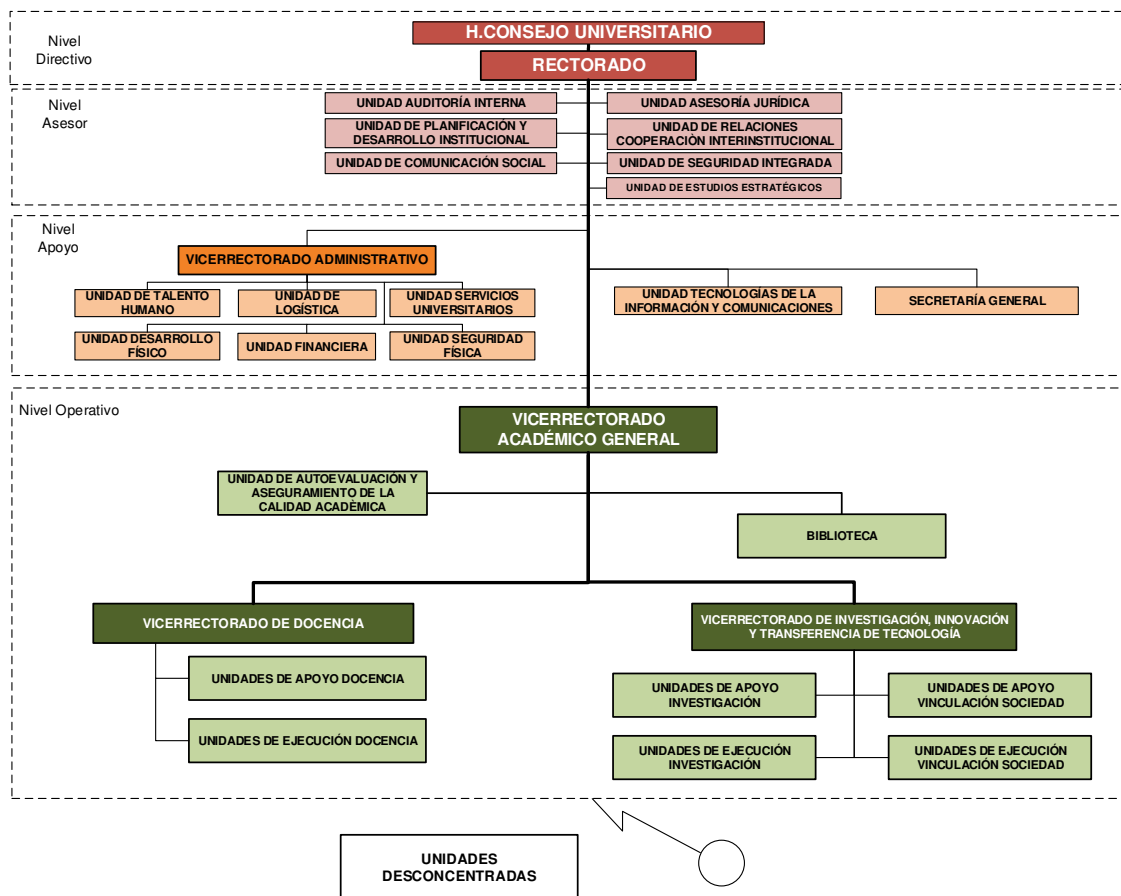 Nivel
Directivo
H.CONSEJO UNIVERSITARIO
RECTORADO
Nivel
Asesor
UNIDAD AUDITORÍA INTERNA
UNIDAD ASESORÍA JURÍDICA
UNIDAD DE PLANIFICACIÓN Y
DESARROLLO INSTITUCIONAL
UNIDAD DE RELACIONES
COOPERACIÒN INTERINSTITUCIONAL
UNIDAD DE COMUNICACIÓN SOCIAL
UNIDAD DE SEGURIDAD INTEGRADA
UNIDAD DE ESTUDIOS ESTRATÉGICOS
Nivel
Apoyo
VICERRECTORADO ADMINISTRATIVO
UNIDAD DE TALENTO
HUMANO
UNIDAD DE
LOGÍSTICA
UNIDAD SERVICIOS
UNIVERSITARIOS
UNIDAD TECNOLOGÍAS DE LA
INFORMACIÓN Y COMUNICACIONES
SECRETARÍA GENERAL
UNIDAD DESARROLLO
FÍSICO
UNIDAD FINANCIERA
UNIDAD SEGURIDAD
FÍSICA
Nivel Operativo
VICERRECTORADO
ACADÉMICO GENERAL
UNIDAD DE AUTOEVALUACIÓN Y
ASEGURAMIENTO DE LA
CALIDAD ACADÈMICA
BIBLIOTECA
VICERRECTORADO DE DOCENCIA
VICERRECTORADO DE INVESTIGACIÓN, INNOVACIÓN
Y TRANSFERENCIA DE TECNOLOGÍA
UNIDADES DE APOYO DOCENCIA
UNIDADES DE EJECUCIÓN DOCENCIA
UNIDADES DE APOYO
INVESTIGACIÓN
UNIDADES DE APOYO
VINCULACIÓN SOCIEDAD
UNIDADES DE EJECUCIÓN
INVESTIGACIÓN
UNIDADES DE EJECUCIÓN
VINCULACIÓN SOCIEDAD
UNIDADES
DESCONCENTRADAS